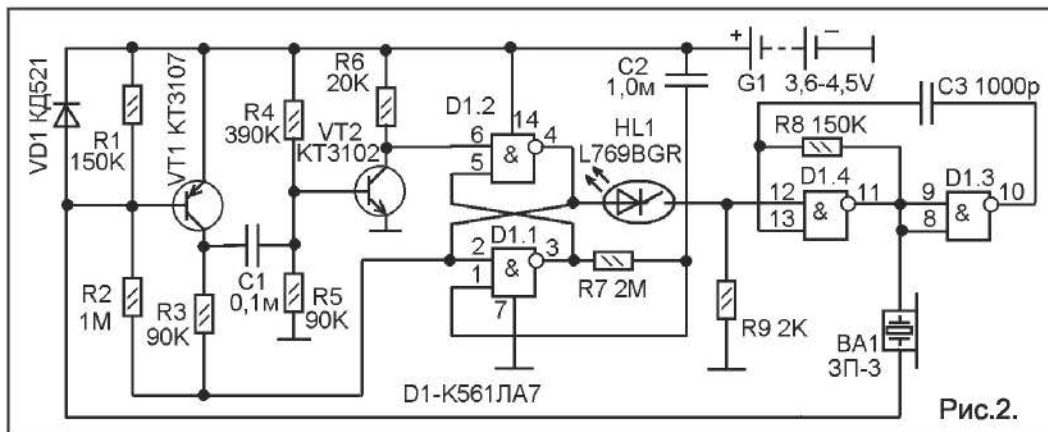 VD1 КД521
R1
150K
VT1 KT3107
R2
1M
R3
90K
C1
0,1м
R4
390K
R5
90K
R6
20K
VT2
KT3102
D1.2
6
5
14
4
&
D1.1
2
1
7
3
&
R7 2M
C2
1,0м
HL1
L769BGR
+
–
G1
3,6-4,5V
C3 1000p
R8 150K
D1.4
12
13
11
&
D1.3
9
8
10
&
R9 2K
BA1
ЗП-3
D1-К561ЛА7
Рис.2.